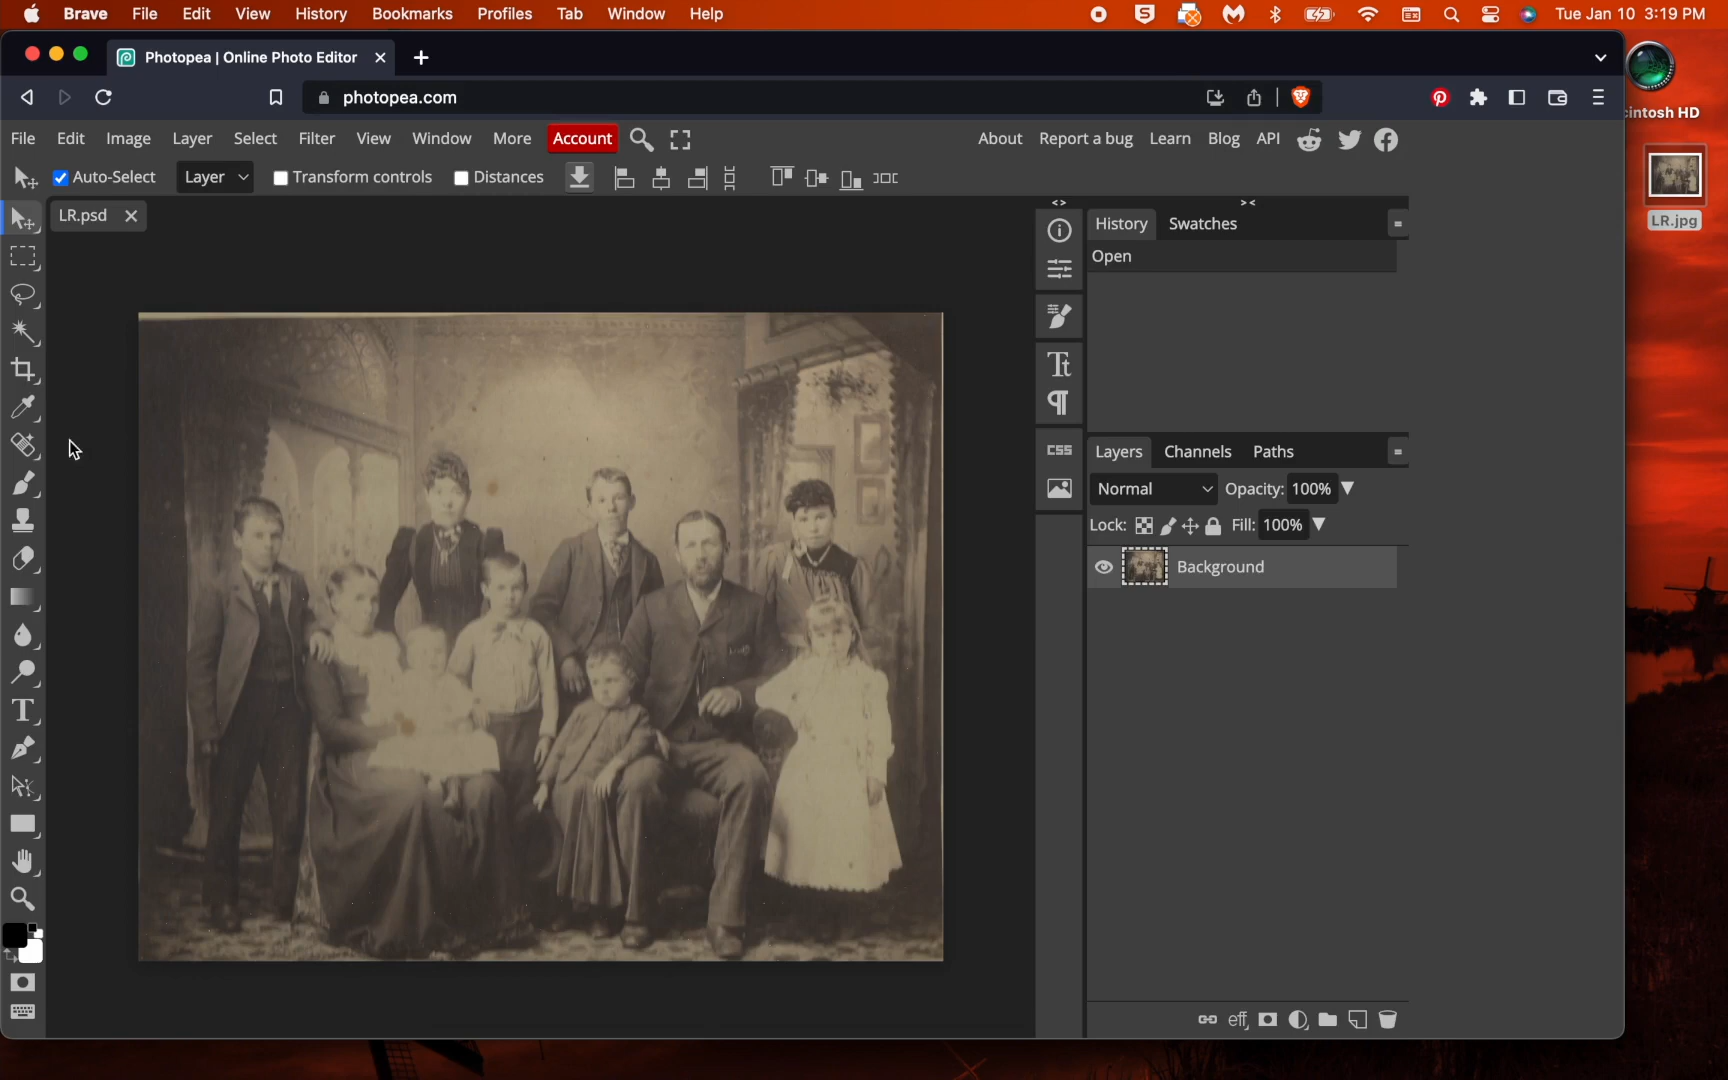 Brave File Edit View History Bookmarks Profiles Tab Window Help Tue Jan 10 3:19 PM
Photopea | Online Photo Editor
photopea.com
cintosh HD
File Edit Image Layer Select Filter View Window More Account About Report a bug Learn Blog API
Auto-Select Layer Transform controls Distances
LR.psd
History Swatches
LR.jpg
Open
Tt
CSS
Layers Channels Paths
Normal Opacity: 100%
Lock: Fill: 100%
Background
T
eff